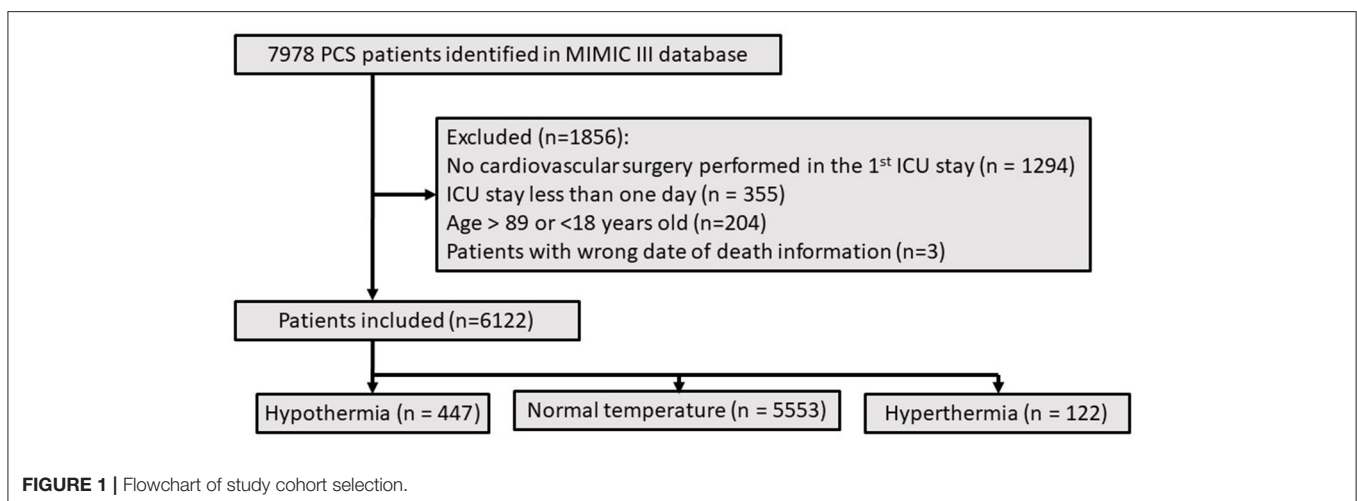 7978 PCS patients identified in MIMIC III database
Excluded (n=1856):
No cardiovascular surgery performed in the 1st ICU stay (n = 1294)
ICU stay less than one day (n = 355)
Age > 89 or <18 years old (n=204)
Patients with wrong date of death information (n=3)
Patients included (n=6122)
Hypothermia (n = 447)
Normal temperature (n = 5553)
Hyperthermia (n = 122)
FIGURE 1 | Flowchart of study cohort selection.